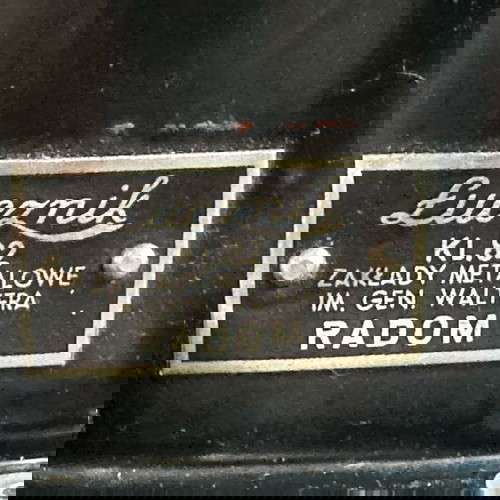 Łucznik
KL. 82
ZAKŁADY METALOWE
IM. GEN. WALTERA
RADOM